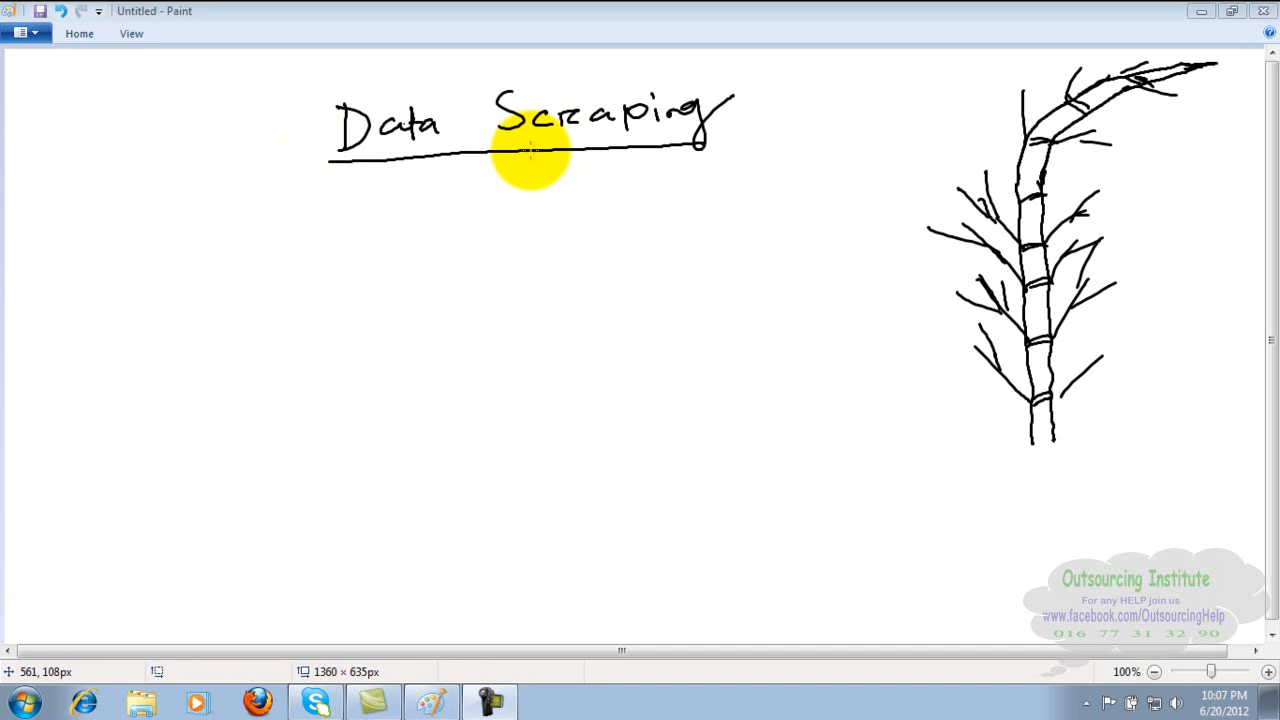 Untitled - Paint
Home View
Data Scraping
Outsourcing Institute
For any HELP join us
www.facebook.com/OutsourcingHelp
016 77 31 32 90
561, 108px
1360 × 635px
100%
10:07 PM
6/20/2012